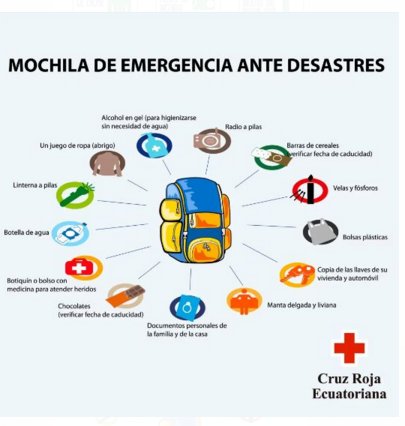 MOCHILA DE EMERGENCIA ANTE DESASTRES
Alcohol en gel (para higienizarse
sin necesidad de agua)
Radio a pilas
Un juego de ropa (abrigo)
Barras de cereales
(verificar fecha de caducidad)
Linterna a pilas
Velas y fósforos
Botella de agua
Bolsas plásticas
Botiquín o bolso con
medicina para atender heridos
Copia de las llaves de su
vivienda y automóvil
Chocolates
(verificar fecha de caducidad)
Manta delgada y liviana
Documentos personales de
la familia y de la casa
Cruz Roja
Ecuatoriana